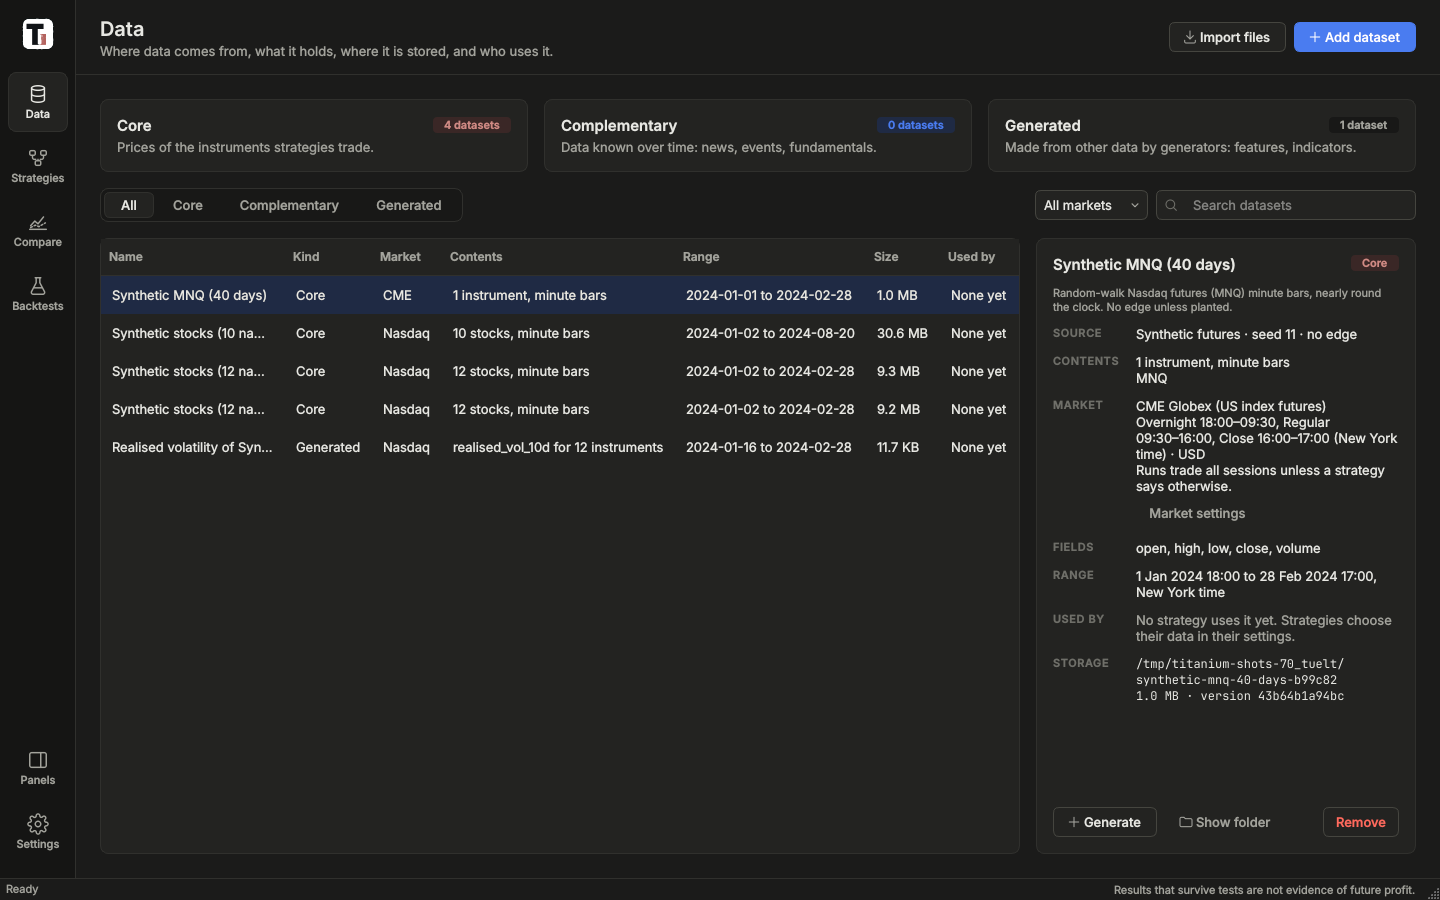 Ti
Data
Where data comes from, what it holds, where it is stored, and who uses it.
Import files
+ Add dataset
Data
Strategies
Compare
Backtests
Panels
Settings
Core
4 datasets
Prices of the instruments strategies trade.
Complementary
0 datasets
Data known over time: news, events, fundamentals.
Generated
1 dataset
Made from other data by generators: features, indicators.
All Core Complementary Generated
All markets
Search datasets
Name Kind Market Contents Range Size Used by
Synthetic MNQ (40 days) Core CME 1 instrument, minute bars 2024-01-01 to 2024-02-28 1.0 MB None yet
Synthetic stocks (10 na... Core Nasdaq 10 stocks, minute bars 2024-01-02 to 2024-08-20 30.6 MB None yet
Synthetic stocks (12 na... Core Nasdaq 12 stocks, minute bars 2024-01-02 to 2024-02-28 9.3 MB None yet
Synthetic stocks (12 na... Core Nasdaq 12 stocks, minute bars 2024-01-02 to 2024-02-28 9.2 MB None yet
Realised volatility of Syn... Generated Nasdaq realised_vol_10d for 12 instruments 2024-01-16 to 2024-02-28 11.7 KB None yet
Synthetic MNQ (40 days)
Core
Random-walk Nasdaq futures (MNQ) minute bars, nearly round
the clock. No edge unless planted.
SOURCE Synthetic futures · seed 11 · no edge
CONTENTS 1 instrument, minute bars
MNQ
MARKET CME Globex (US index futures)
Overnight 18:00–09:30, Regular
09:30–16:00, Close 16:00–17:00 (New York
time) · USD
Runs trade all sessions unless a strategy
says otherwise.
Market settings
FIELDS open, high, low, close, volume
RANGE 1 Jan 2024 18:00 to 28 Feb 2024 17:00,
New York time
USED BY No strategy uses it yet. Strategies choose
their data in their settings.
STORAGE /tmp/titanium-shots-70_tuelt/
synthetic-mnq-40-days-b99c82
1.0 MB · version 43b64b1a94bc
+ Generate
Show folder
Remove
Ready
Results that survive tests are not evidence of future profit.